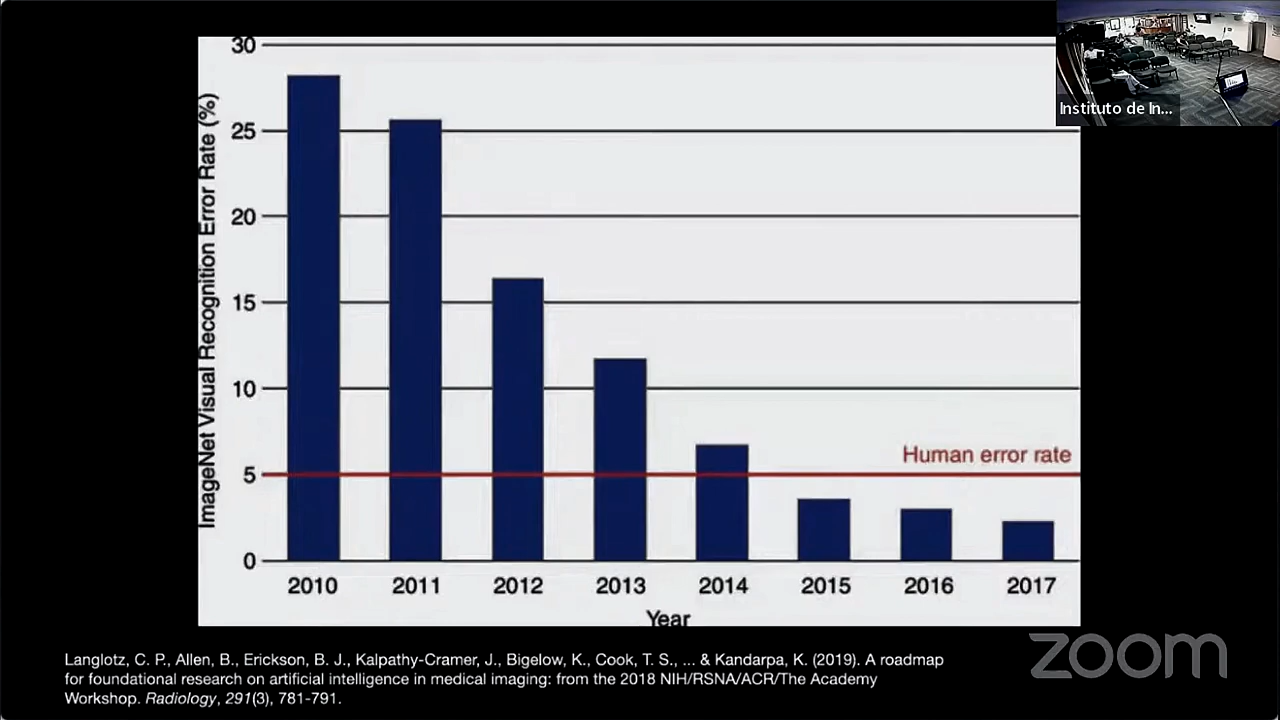 Instituto de In...
ImageNet Visual Recognition Error Rate (%)
30
25
20
15
10
5
0
Human error rate
2010 2011 2012 2013 2014 2015 2016 2017
Year
Langlotz, C. P., Allen, B., Erickson, B. J., Kalpathy-Cramer, J., Bigelow, K., Cook, T. S., ... & Kandarpa, K. (2019). A roadmap
for foundational research on artificial intelligence in medical imaging: from the 2018 NIH/RSNA/ACR/The Academy
Workshop. Radiology, 291(3), 781-791.
zoom